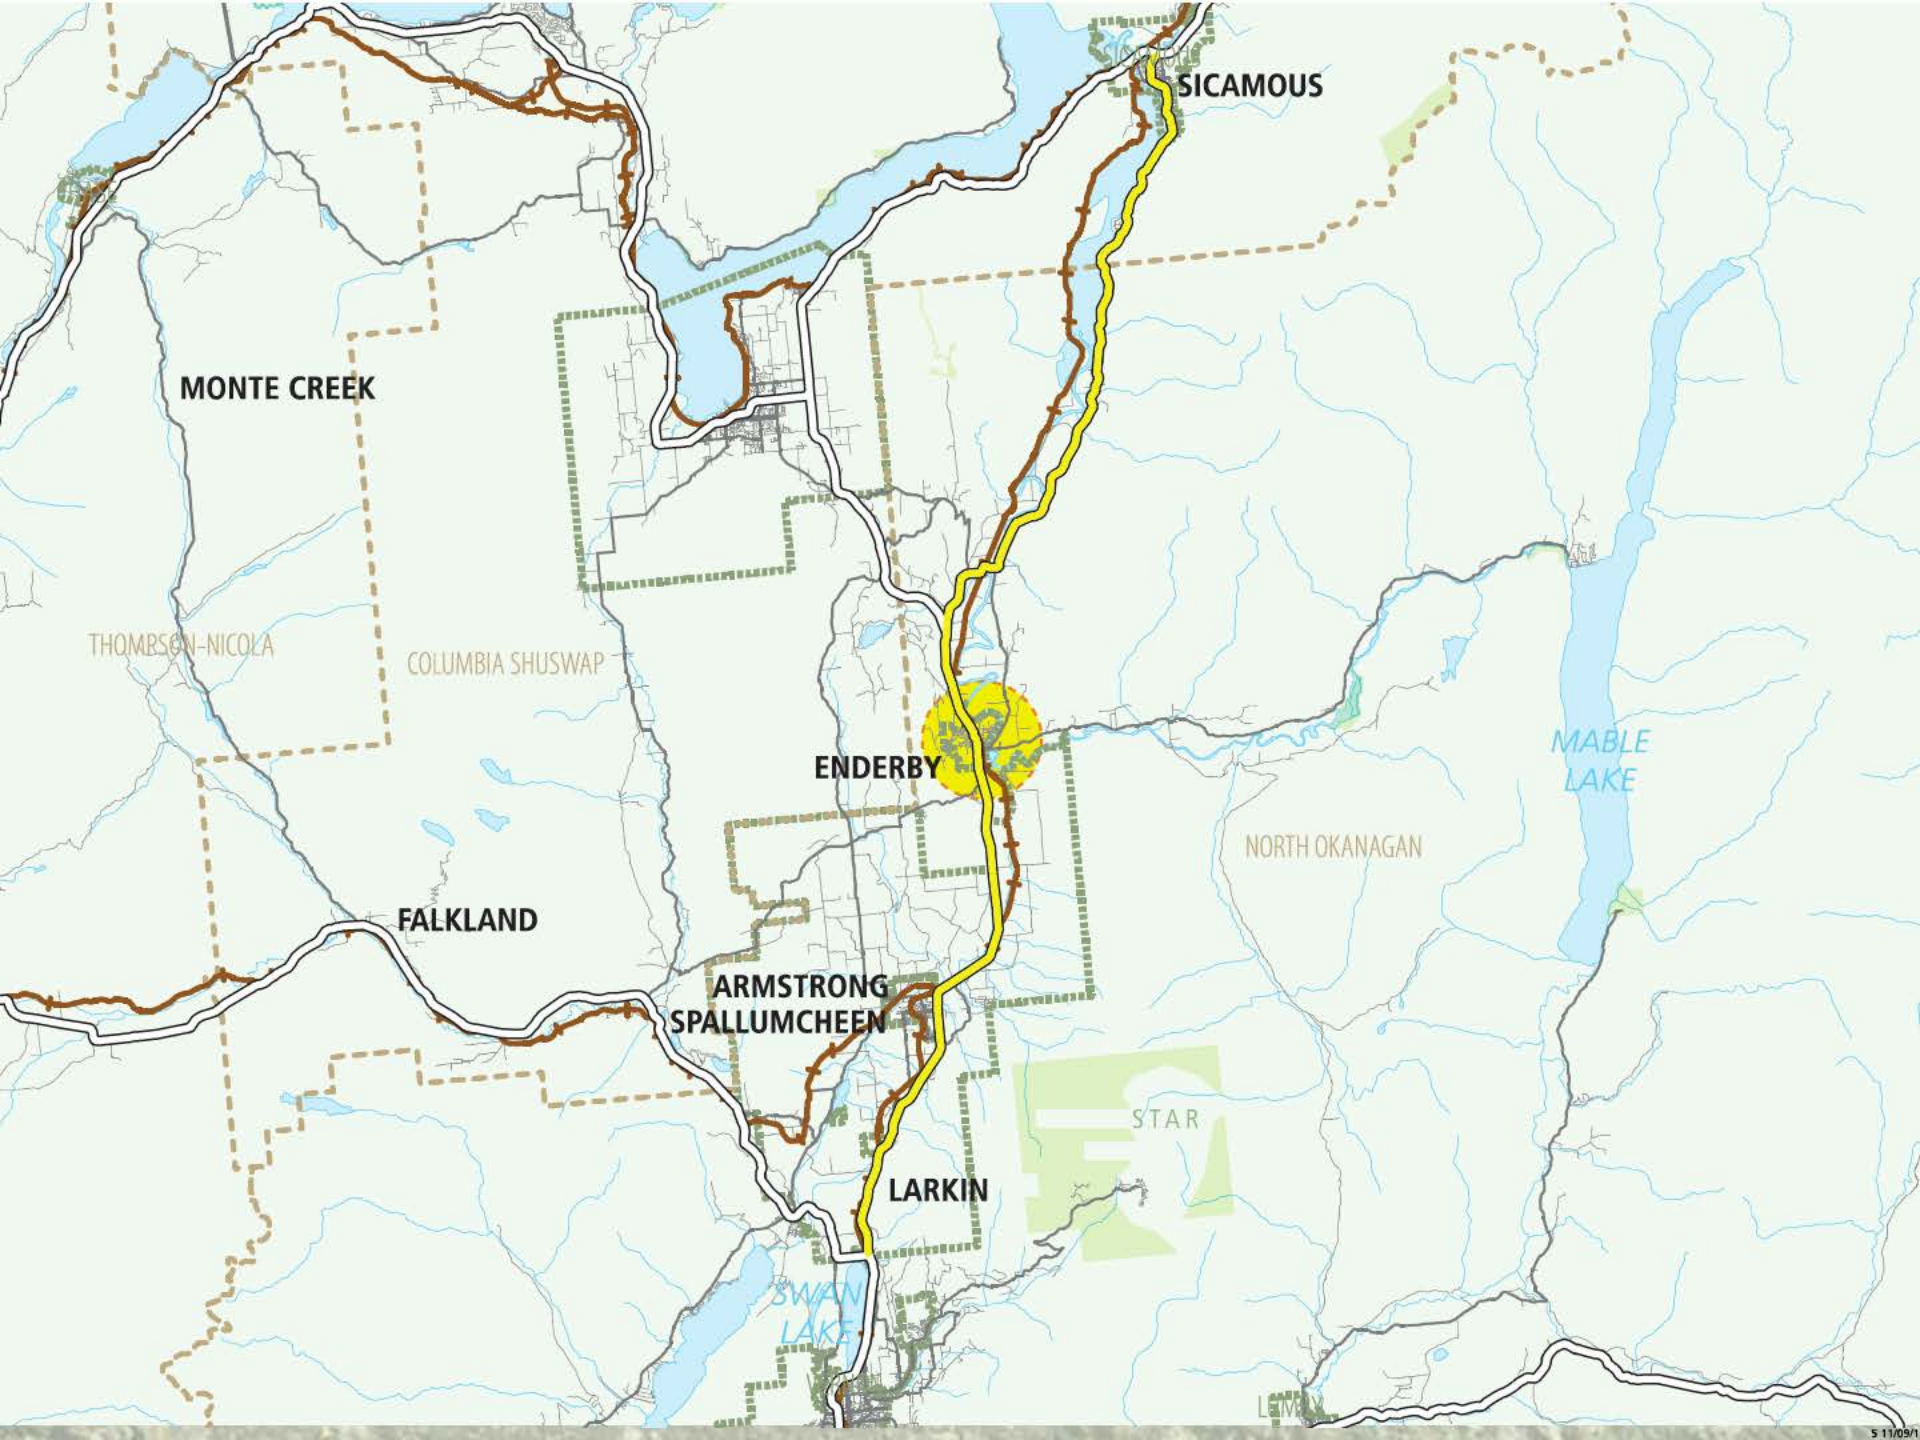 SICAMOUS
SICAMOUS
MONTE CREEK
THOMPSON-NICOLA
COLUMBIA SHUSWAP
MABLE
LAKE
ENDERBY
NORTH OKANAGAN
FALKLAND
ARMSTRONG
SPALLUMCHEEN
STAR
LARKIN
SWAN
LAKE